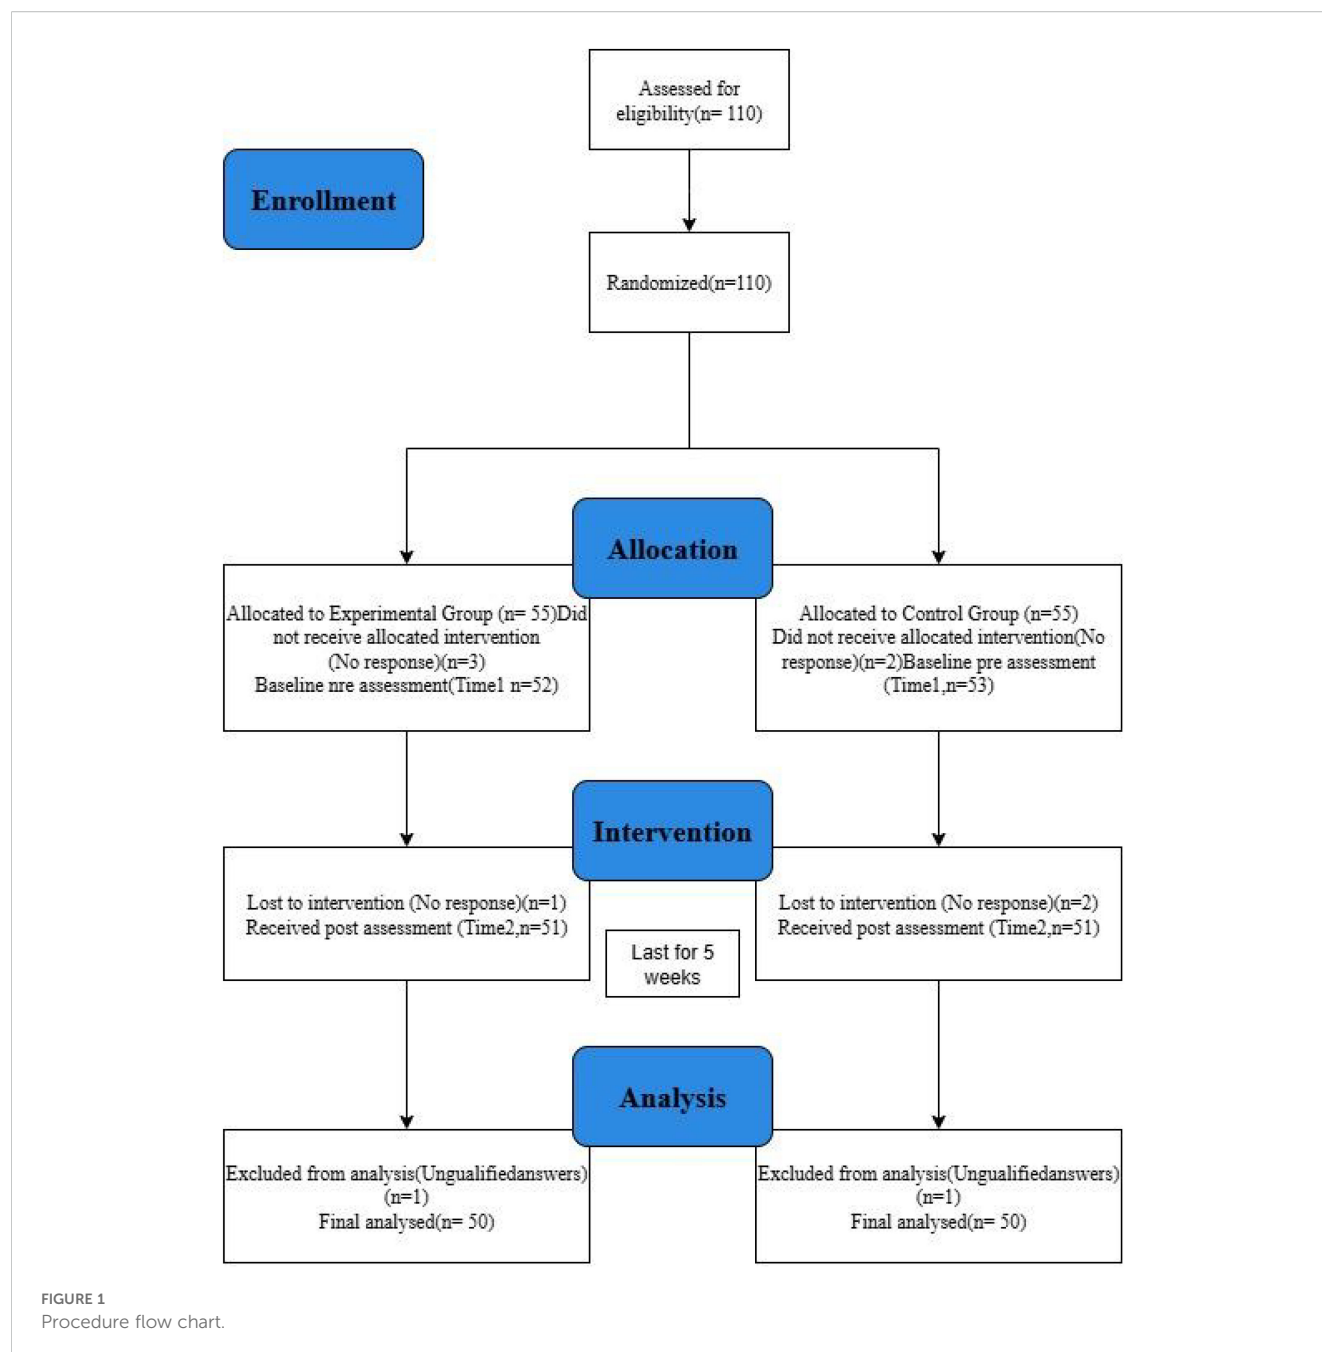 Assessed for
eligibility(n= 110)
Enrollment
Randomized(n=110)
Allocation
Allocated to Experimental Group (n= 55)Did
not receive allocated intervention
(No response)(n=3)
Baseline nre assessment(Time1 n=52)
Allocated to Control Group (n=55)
Did not receive allocated intervention(No
response)(n=2)Baseline pre assessment
(Time1,n=53)
Intervention
Lost to intervention (No response)(n=1)
Received post assessment (Time2,n=51)
Lost to intervention (No response)(n=2)
Received post assessment (Time2,n=51)
Last for 5
weeks
Analysis
Excluded from analysis(Ungualifiedanswers)
(n=1)
Final analysed(n= 50)
Excluded from analysis(Ungualifiedanswers)
(n=1)
Final analysed(n= 50)
FIGURE 1
Procedure flow chart.